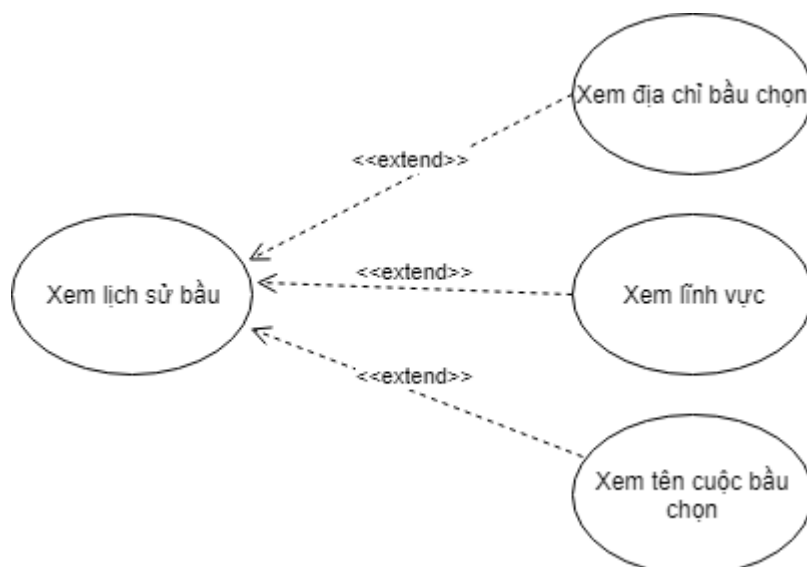 Xem địa chỉ bầu chọn
<<extend>>
Xem lịch sử bầu
<<extend>>
Xem lĩnh vực
<<extend>>
Xem tên cuộc bầu
chọn